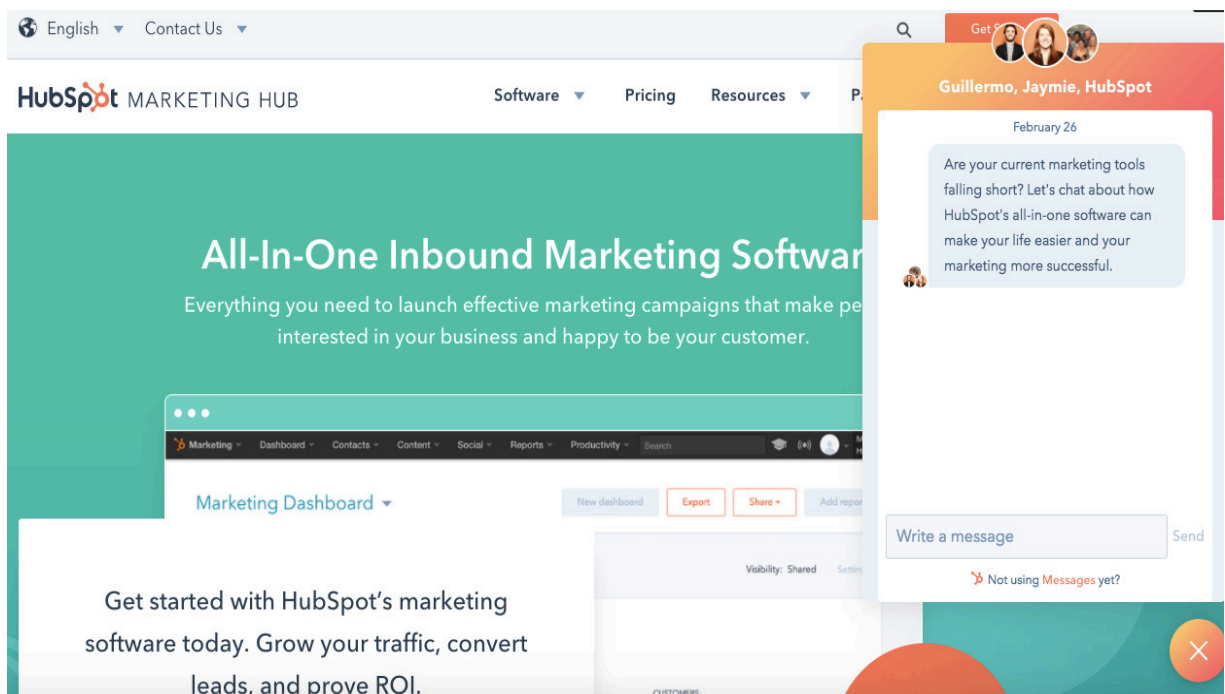 English Contact Us
Get S
HubSpot MARKETING HUB
Software Pricing Resources
All-In-One Inbound Marketing Softwar
Everything you need to launch effective marketing campaigns that make pe
interested in your business and happy to be your customer.
Marketing Dashboard Contacts Content Social Reports Productivity Search
Marketing Dashboard
New dashboard Export Share Add repor
Visibility: Shared Settin
Get started with HubSpot's marketing
software today. Grow your traffic, convert
leads, and prove ROI.
CUSTOMERS,
Guillermo, Jaymie, HubSpot
February 26
Are your current marketing tools
falling short? Let's chat about how
HubSpot's all-in-one software can
make your life easier and your
marketing more successful.
Write a message Send
Not using Messages yet?